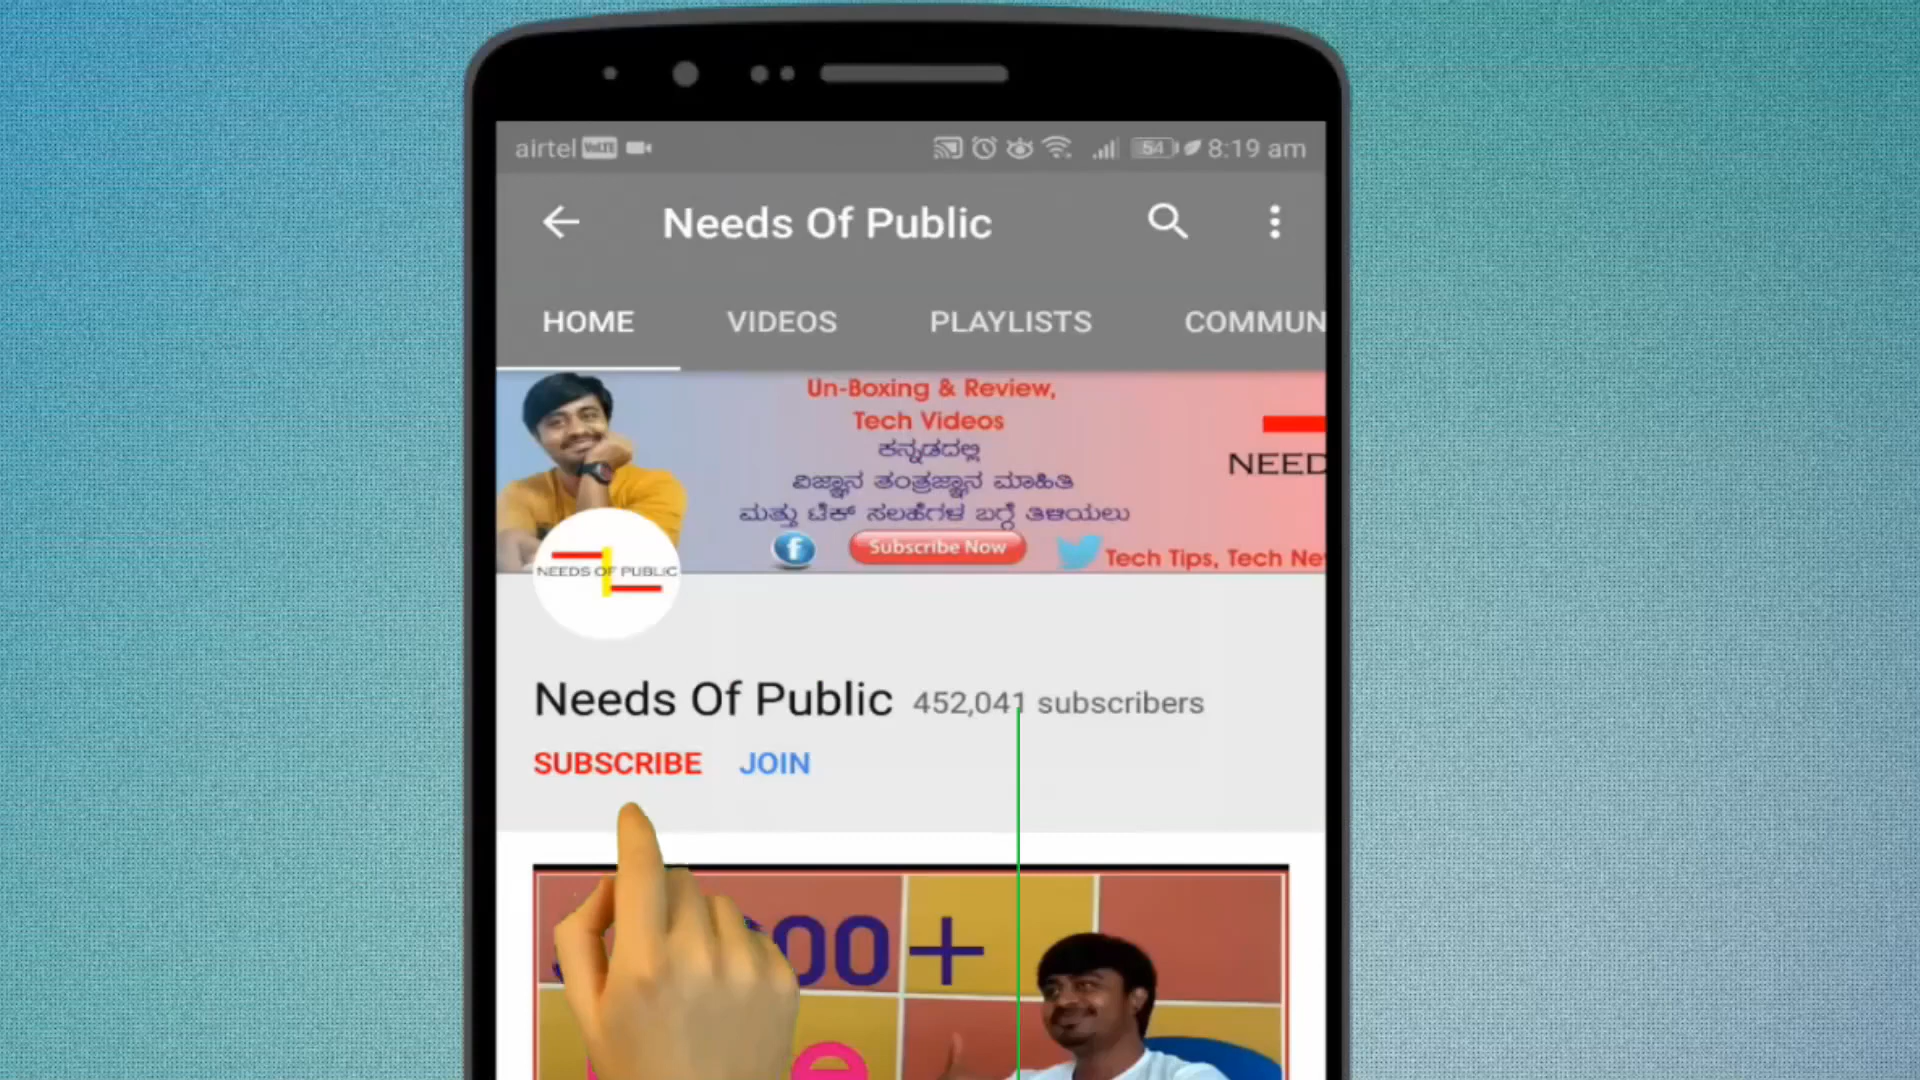 airtel VoLTE 54 8:19 am
Needs Of Public
HOME VIDEOS PLAYLISTS COMMUN
Un-Boxing & Review,
Tech Videos
ಕನ್ನಡದಲ್ಲಿ
ವಿಜ್ಞಾನ ತಂತ್ರಜ್ಞಾನ ಮಾಹಿತಿ
ಮತ್ತು ಟೆಕ್ ಸಲಹೆಗಳ ಬಗ್ಗೆ ತಿಳಿಯಲು
NEED
f Subscribe Now Tech Tips, Tech Ne
NEEDS OF PUBLIC
Needs Of Public 452,041 subscribers
SUBSCRIBE JOIN
00+
e